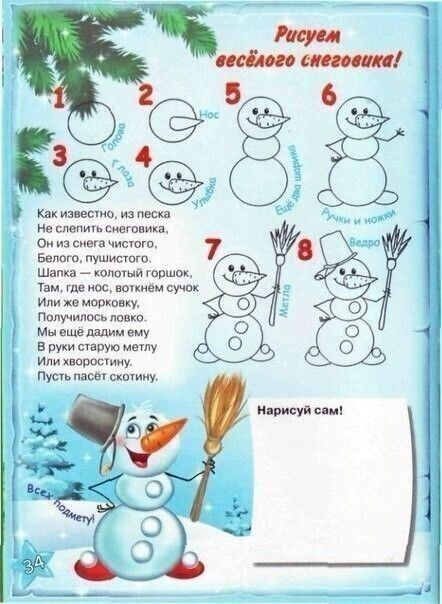 Рисуем
весёлого снеговика!
1
Голова
2
Нос
5
Ещё два шарика
6
Ручки и ножки
3
Глаза
4
Улыбка
Как известно, из песка
Не слепить снеговика,
Он из снега чистого,
Белого, пушистого.
Шапка — колотый горшок,
Там, где нос, воткнём сучок
Или же морковку,
Получилось ловко.
Мы ещё дадим ему
В руки старую метлу
Или хворостину.
Пусть пасёт скотину.
7
Метла
8
Ведро
Нарисуй сам!
Всех подмету!
34